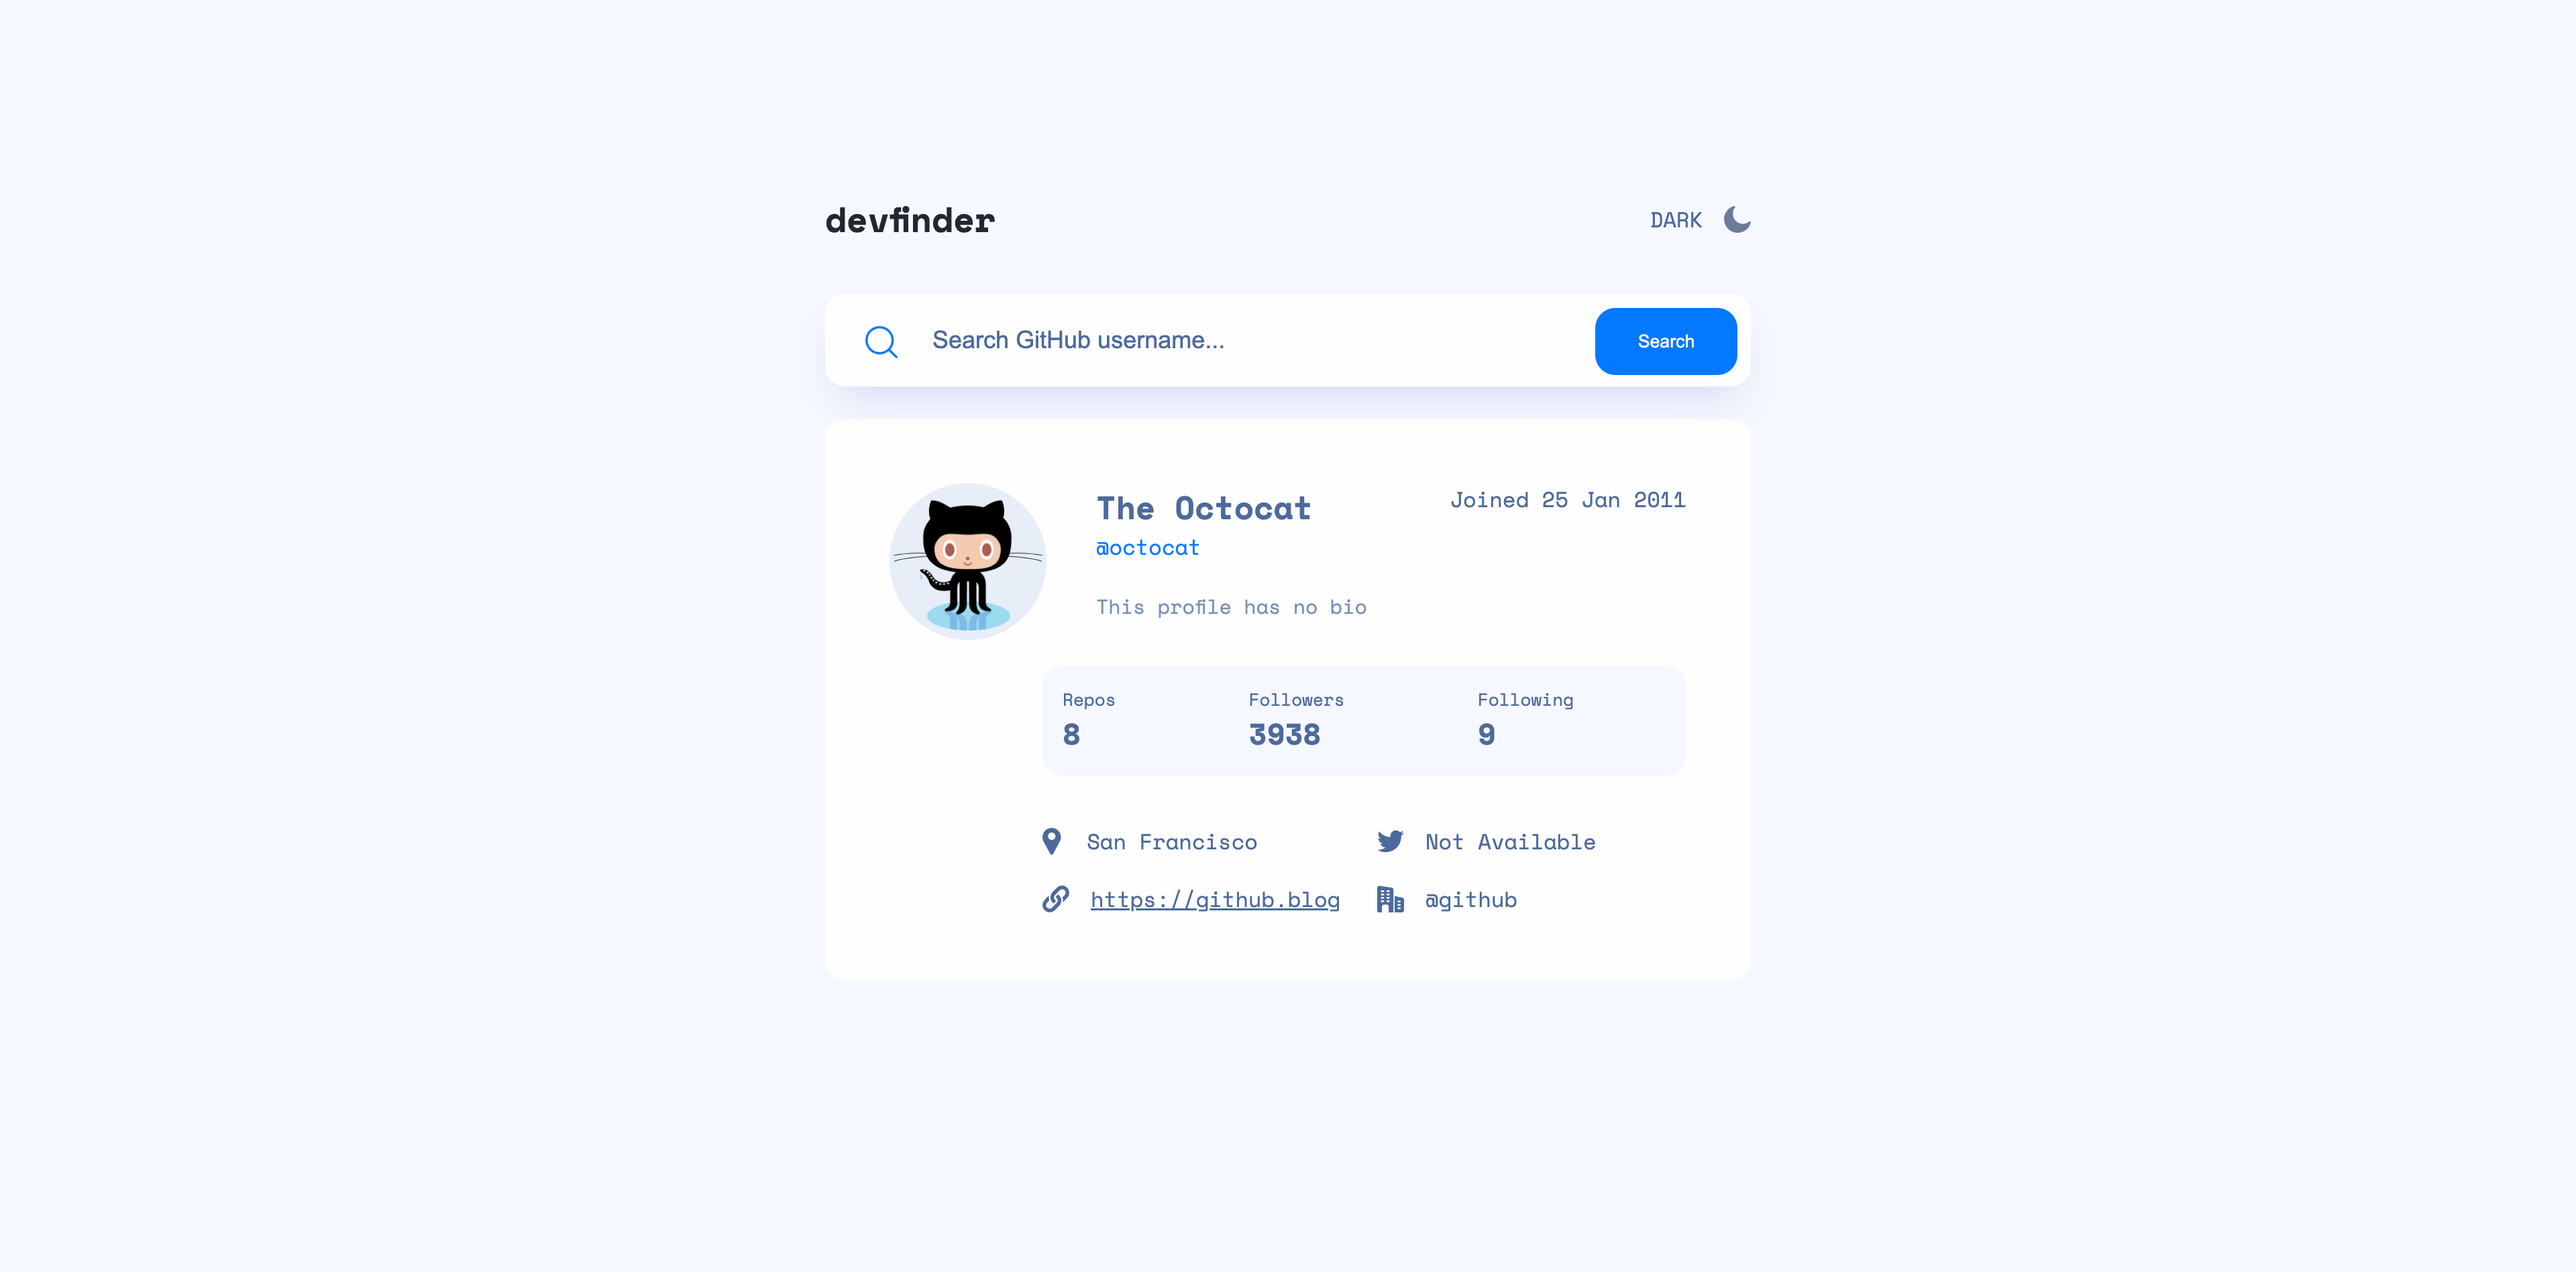 devfinder
DARK
Search GitHub username...
Search
The Octocat
Joined 25 Jan 2011
@octocat
This profile has no bio
Repos
Followers
Following
8
3938
9
San Francisco
Not Available
https://github.blog
@github